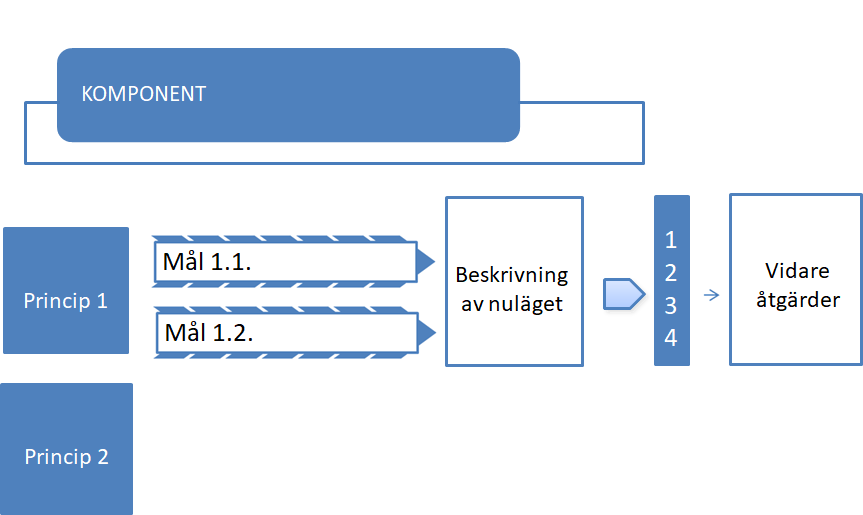 KOMPONENT
Princip 1
Mål 1.1.
Mål 1.2.
Beskrivning
av nuläget
1
2
3
4
Vidare
åtgärder
Princip 2